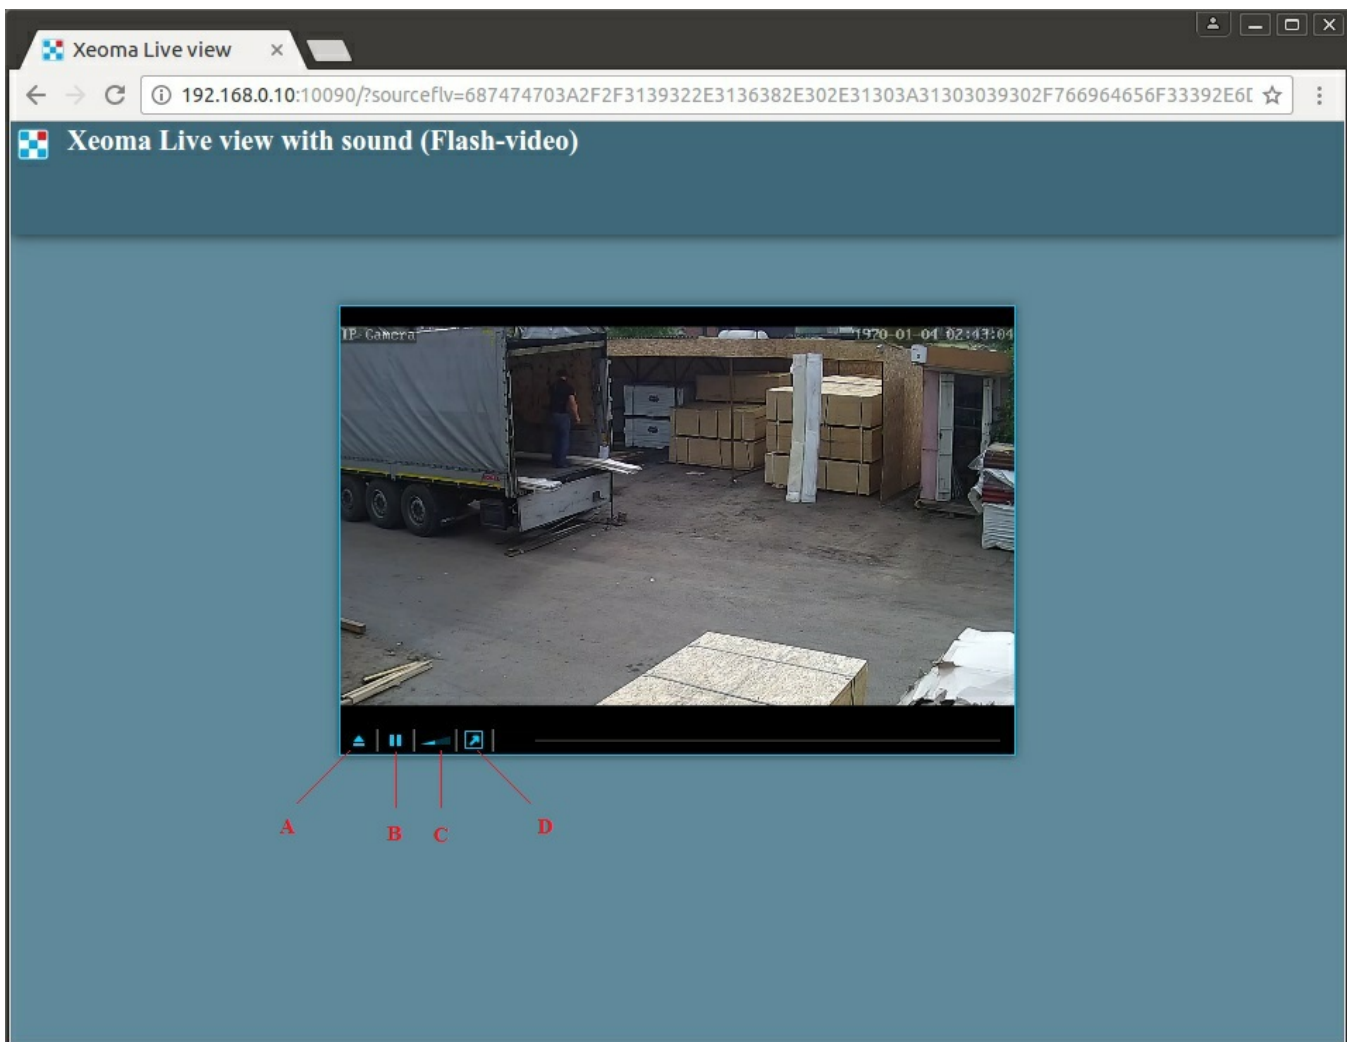 Xeoma Live view
192.168.0.10:10090/?sourceflv=687474703A2F2F3139322E3136382E302E31303A31303039302F766964656F33392E6D
Xeoma Live view with sound (Flash-video)
IP-Camera 1970-01-04 02:43:04
A B C D